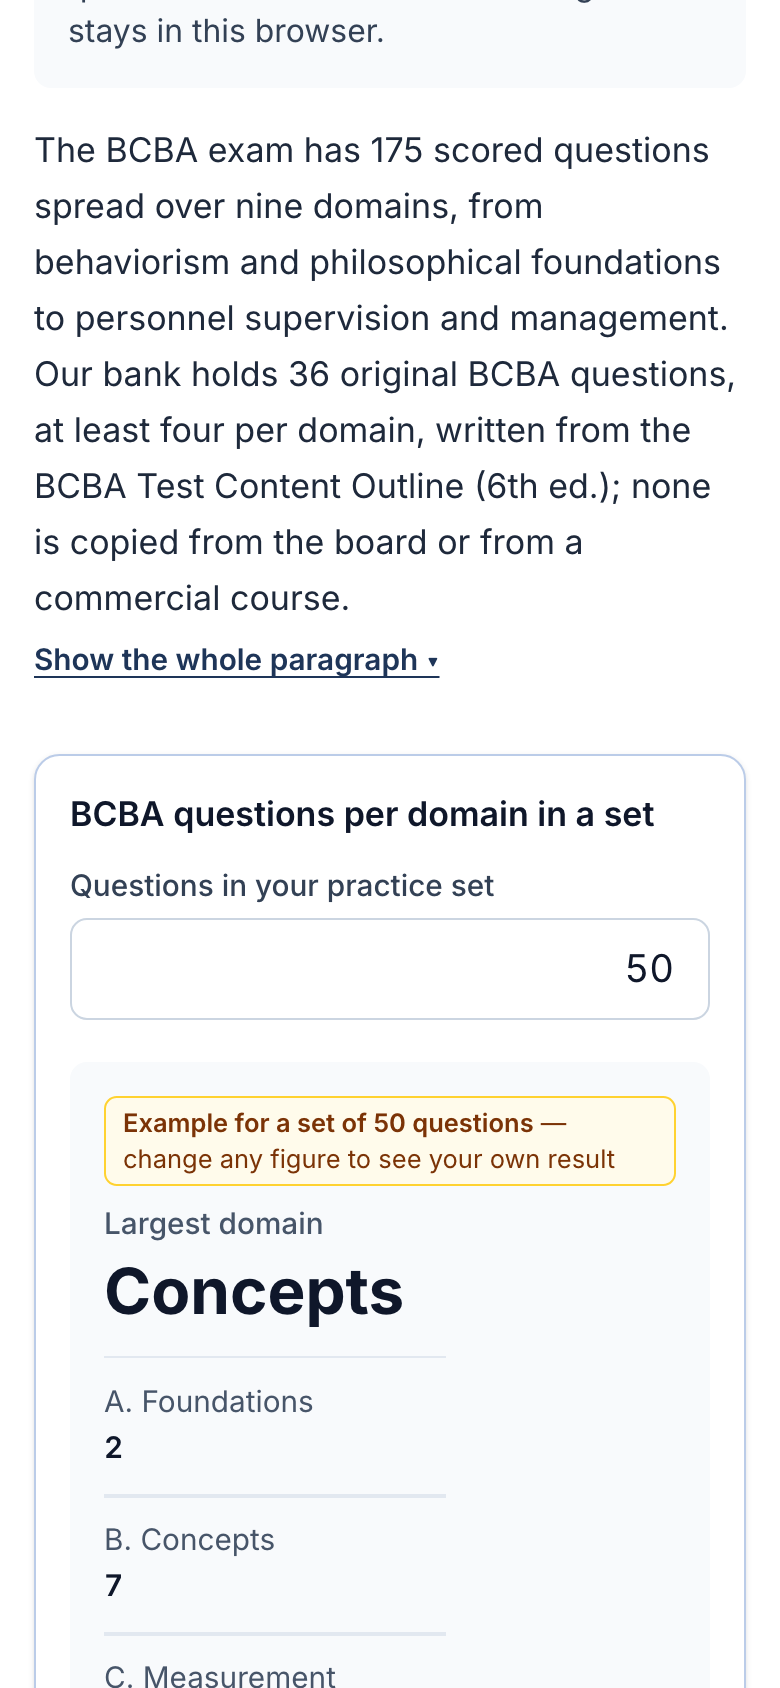 stays in this browser.
The BCBA exam has 175 scored questions
spread over nine domains, from
behaviorism and philosophical foundations
to personnel supervision and management.
Our bank holds 36 original BCBA questions,
at least four per domain, written from the
BCBA Test Content Outline (6th ed.); none
is copied from the board or from a
commercial course.
Show the whole paragraph ▾
BCBA questions per domain in a set
Questions in your practice set
50
Example for a set of 50 questions —
change any figure to see your own result
Largest domain
Concepts
A. Foundations
2
B. Concepts
7
C. Measurement